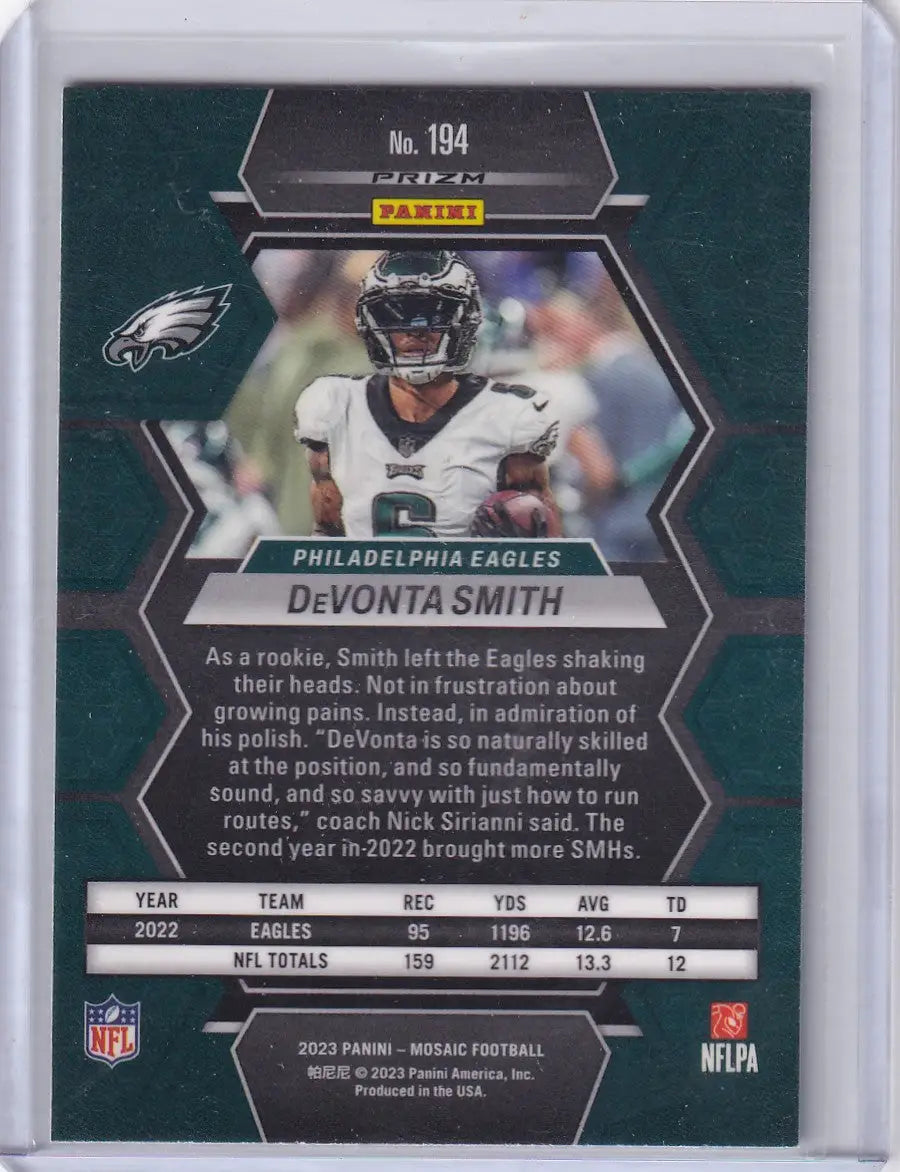 No. 194
PRIZM
PANINI
6
EAGLES
6
PHILADELPHIA EAGLES
DeVONTA SMITH
As a rookie, Smith left the Eagles shaking
their heads. Not in frustration about
growing pains. Instead, in admiration of
his polish. “DeVonta is so naturally skilled
at the position, and so fundamentally
sound, and so savvy with just how to run
routes,” coach Nick Sirianni said. The
second year in 2022 brought more SMHs.
YEAR TEAM REC YDS AVG TD
2022 EAGLES 95 1196 12.6 7
NFL TOTALS 159 2112 13.3 12
NFL
NFLPA
2023 PANINI – MOSAIC FOOTBALL
帕尼尼 © 2023 Panini America, Inc.
Produced in the USA.